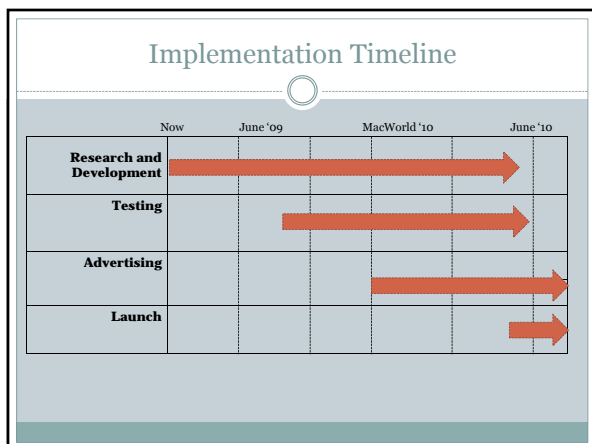 Implementation Timeline
Now June ‘09 MacWorld ‘10 June ‘10
Research and
Development
Testing
Advertising
Launch